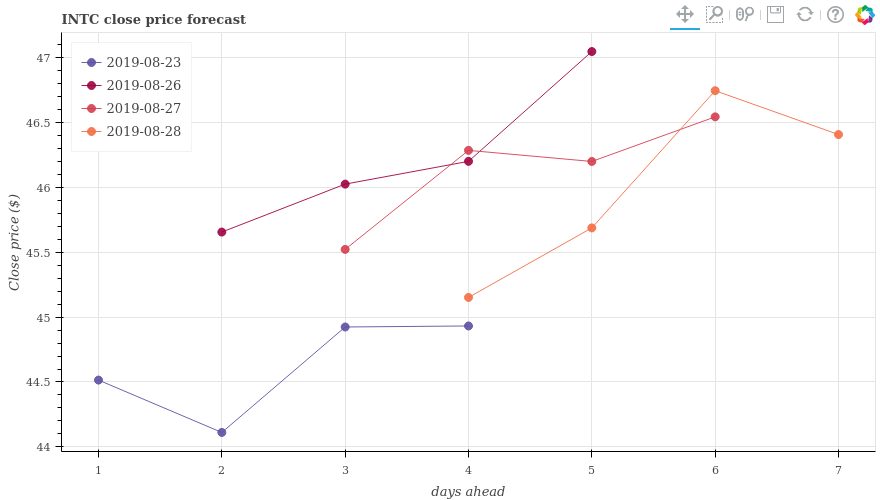 INTC close price forecast
2019-08-23
2019-08-26
2019-08-27
2019-08-28
Close price ($)
47
46.5
46
45.5
45
44.5
44
1 2 3 4 5 6 7
days ahead